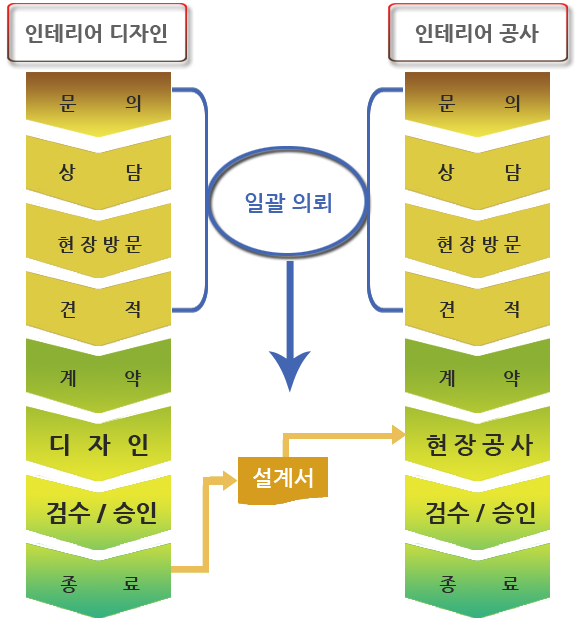 인테리어 디자인
문 의
상 담
현장방문
견 적
계 약
디 자 인
검수 / 승인
종 료
일괄 의뢰
설계서
인테리어 공사
문 의
상 담
현장방문
견 적
계 약
현장공사
검수 / 승인
종 료